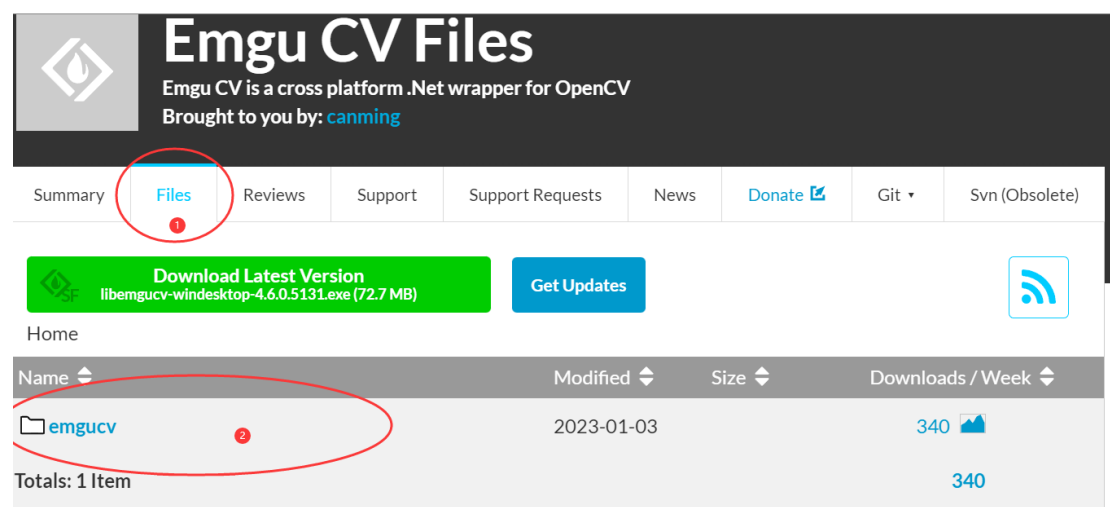 Emgu CV Files
Emgu CV is a cross platform .Net wrapper for OpenCV
Brought to you by: canming
Summary Files Reviews Support Support Requests News Donate Git Svn (Obsolete)
1
Download Latest Version
SF libemgucv-windesktop-4.6.0.5131.exe (72.7 MB)
Get Updates
Home
Name Modified Size Downloads / Week
emgucv 2 2023-01-03 340
Totals: 1 Item 340